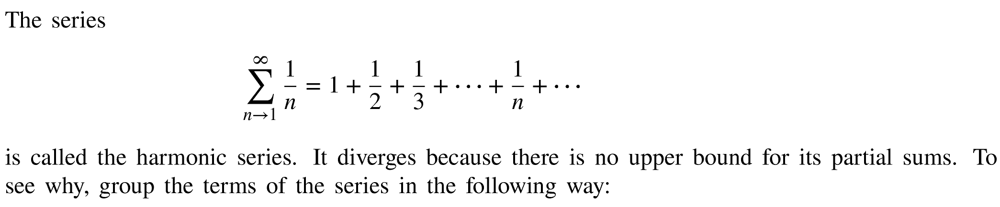 The series
\sum_{n \to 1}^{\infty} \frac{1}{n} = 1 + \frac{1}{2} + \frac{1}{3} + \cdots + \frac{1}{n} + \cdots
is called the harmonic series. It diverges because there is no upper bound for its partial sums. To
see why, group the terms of the series in the following way: